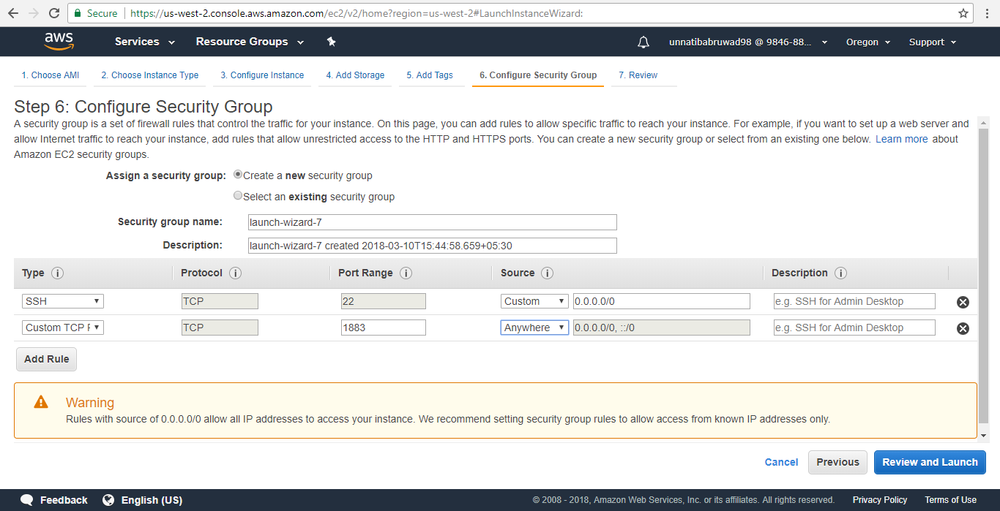 Secure https://us-west-2.console.aws.amazon.com/ec2/v2/home?region=us-west-2#LaunchInstanceWizard:
aws Services Resource Groups unnatibabruwad98 @ 9846-88... Oregon Support
1. Choose AMI 2. Choose Instance Type 3. Configure Instance 4. Add Storage 5. Add Tags 6. Configure Security Group 7. Review
Step 6: Configure Security Group
A security group is a set of firewall rules that control the traffic for your instance. On this page, you can add rules to allow specific traffic to reach your instance. For example, if you want to set up a web server and
allow Internet traffic to reach your instance, add rules that allow unrestricted access to the HTTP and HTTPS ports. You can create a new security group or select from an existing one below. Learn more about
Amazon EC2 security groups.
Assign a security group: Create a new security group
Select an existing security group
Security group name: launch-wizard-7
Description: launch-wizard-7 created 2018-03-10T15:44:58.659+05:30
Type i Protocol i Port Range i Source i Description i
SSH TCP 22 Custom 0.0.0.0/0 e.g. SSH for Admin Desktop
Custom TCP F TCP 1883 Anywhere 0.0.0.0/0, ::/0 e.g. SSH for Admin Desktop
Add Rule
Warning
Rules with source of 0.0.0.0/0 allow all IP addresses to access your instance. We recommend setting security group rules to allow access from known IP addresses only.
Cancel Previous Review and Launch
Feedback English (US) © 2008 - 2018, Amazon Web Services, Inc. or its affiliates. All rights reserved. Privacy Policy Terms of Use